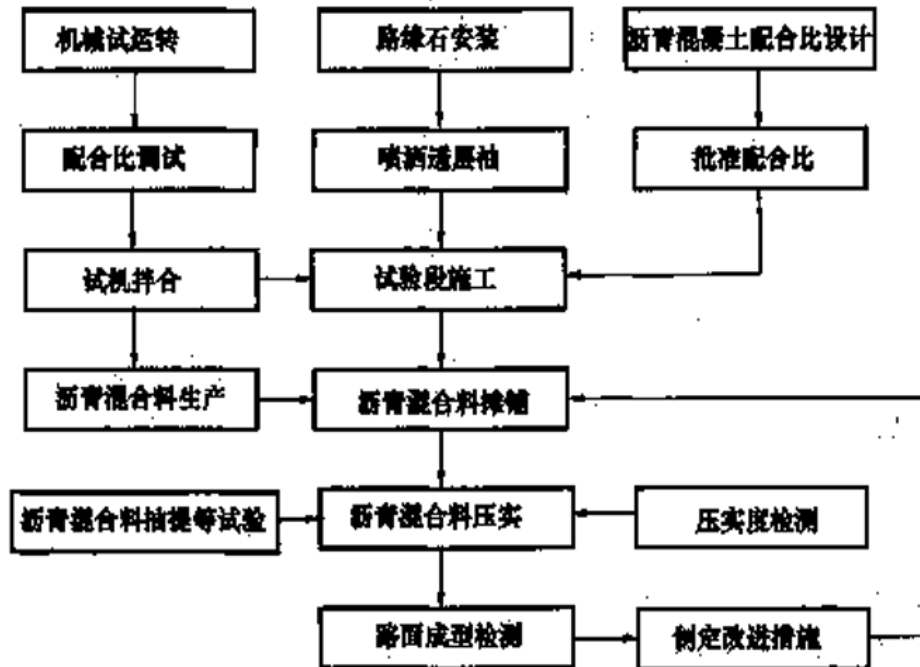 机械试运转
路缘石安装
沥青混凝土配合比设计
配合比调试
喷洒透层油
批准配合比
试机拌合
试验段施工
沥青混合料生产
沥青混合料摊铺
沥青混合料抽提等试验
沥青混合料压实
压实度检测
路面成型检测
制定改进措施